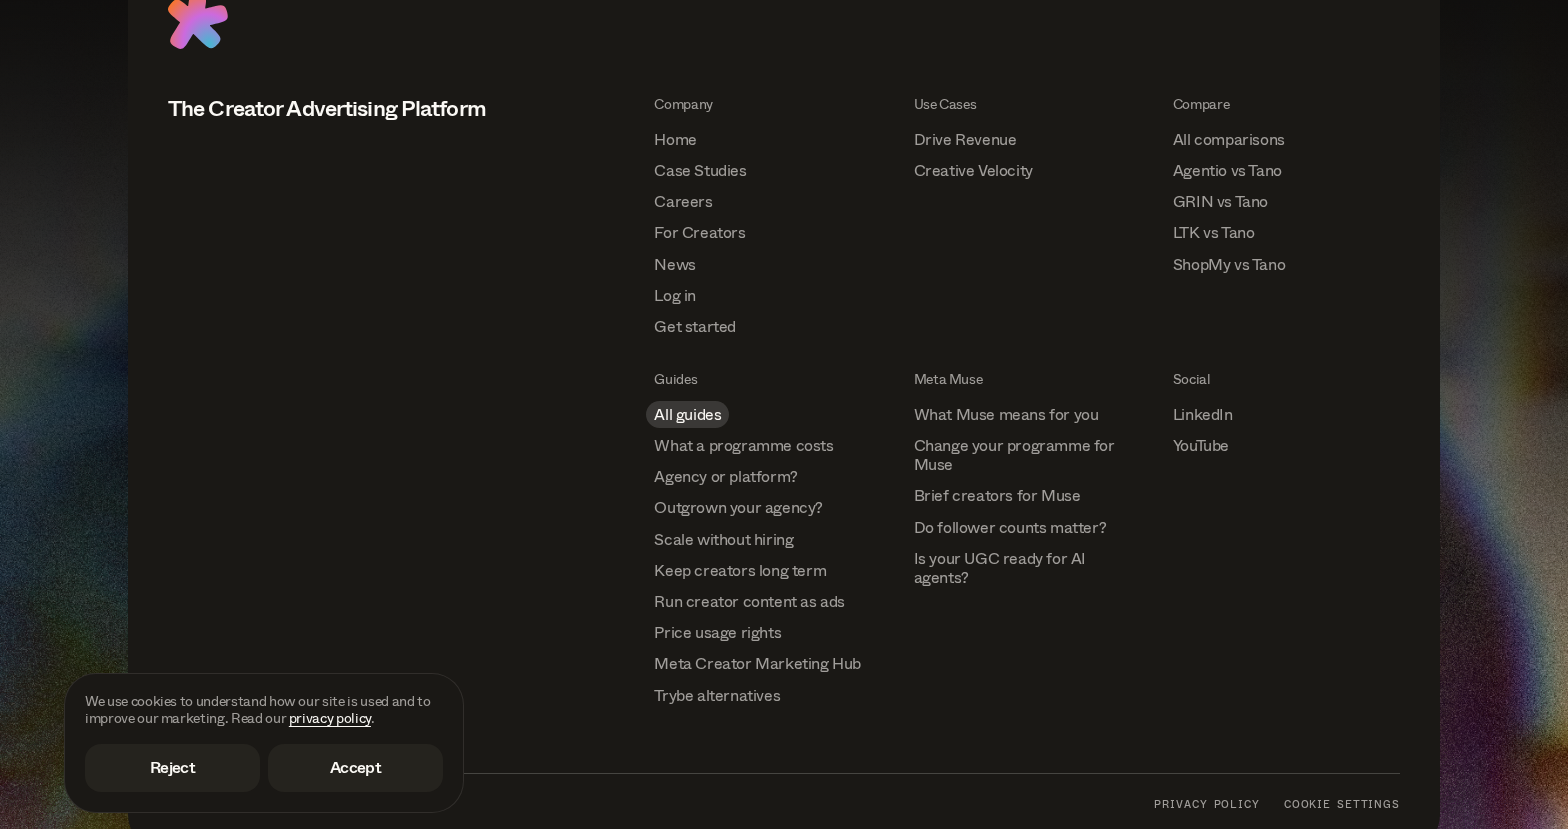 The Creator Advertising Platform
Company
Home
Case Studies
Careers
For Creators
News
Log in
Get started
Use Cases
Drive Revenue
Creative Velocity
Compare
All comparisons
Agentio vs Tano
GRIN vs Tano
LTK vs Tano
ShopMy vs Tano
Guides
All guides
What a programme costs
Agency or platform?
Outgrown your agency?
Scale without hiring
Keep creators long term
Run creator content as ads
Price usage rights
Meta Creator Marketing Hub
Trybe alternatives
Meta Muse
What Muse means for you
Change your programme for
Muse
Brief creators for Muse
Do follower counts matter?
Is your UGC ready for AI
agents?
Social
LinkedIn
YouTube
We use cookies to understand how our site is used and to
improve our marketing. Read our privacy policy.
Reject
Accept
PRIVACY POLICY
COOKIE SETTINGS